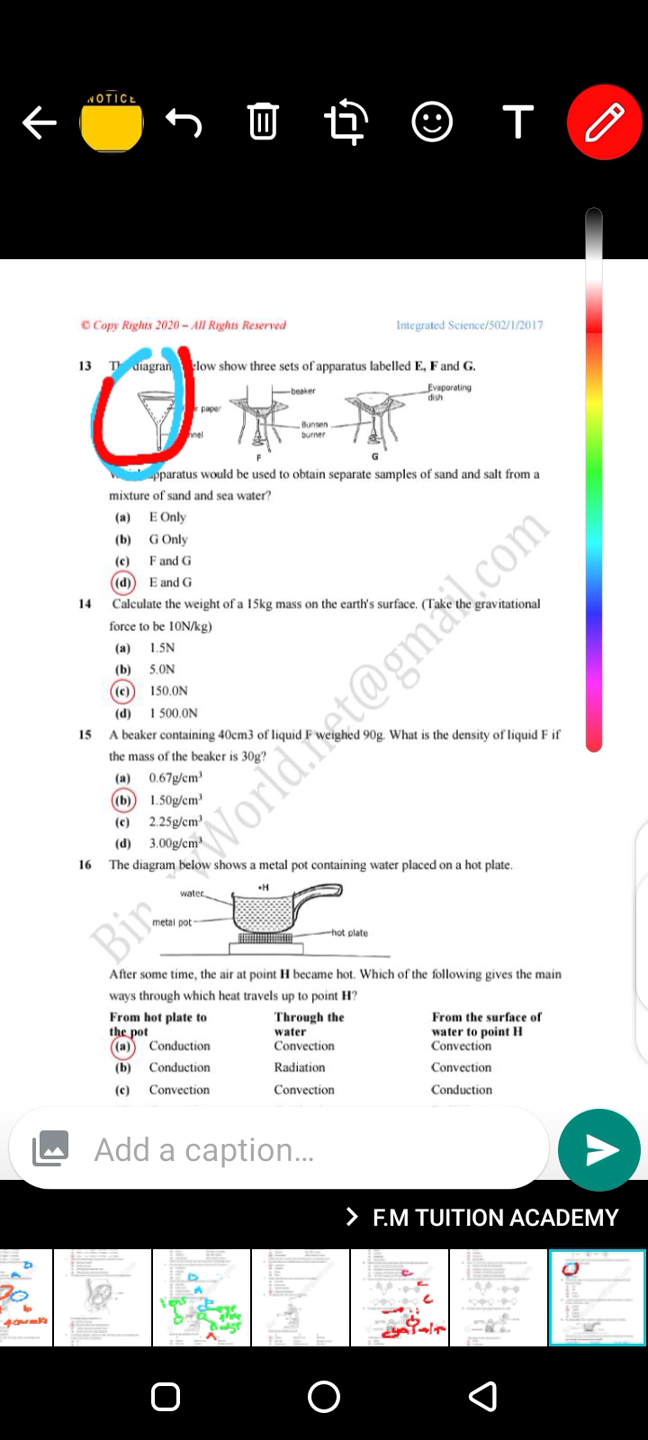 NOTICE
T
© Copy Rights 2020 – All Rights Reserved Integrated Science/502/1/2017
13 diagram low show three sets of apparatus labelled E, F and G.
beaker
Evaporating
dish
paper
Bunsen
burner
F
G
apparatus would be used to obtain separate samples of sand and salt from a
mixture of sand and sea water?
(a) E Only
(b) G Only
(c) F and G
(d) E and G
14 Calculate the weight of a 15kg mass on the earth's surface. (Take the gravitational
force to be 10N/kg)
(a) 1.5N
(b) 5.0N
(c) 150.0N
(d) 1 500.0N
15 A beaker containing 40cm3 of liquid F weighed 90g. What is the density of liquid F if
the mass of the beaker is 30g?
(a) 0.67g/cm³
(b) 1.50g/cm³
(c) 2.25g/cm³
(d) 3.00g/cm³
16 The diagram below shows a metal pot containing water placed on a hot plate.
•H
water
metal pot
hot plate
After some time, the air at point H became hot. Which of the following gives the main
ways through which heat travels up to point H?
From hot plate to Through the From the surface of
the pot water water to point H
(a) Conduction Convection Convection
(b) Conduction Radiation Convection
(c) Convection Convection Conduction
World.net@gmail.com
Add a caption...
F.M TUITION ACADEMY